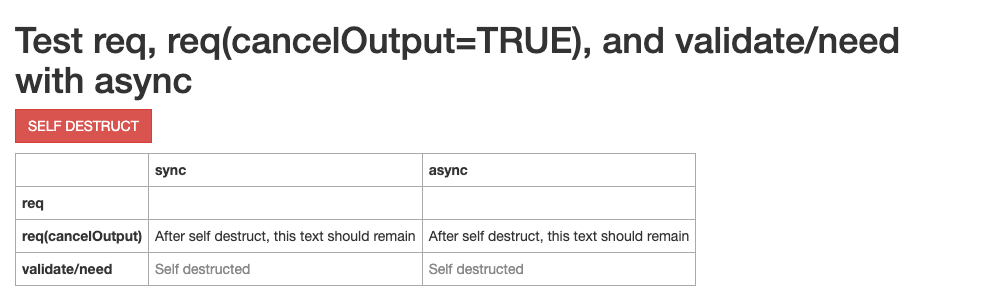 Test req, req(cancelOutput=TRUE), and validate/need
with async
SELF DESTRUCT
sync async
req
req(cancelOutput) After self destruct, this text should remain After self destruct, this text should remain
validate/need Self destructed Self destructed